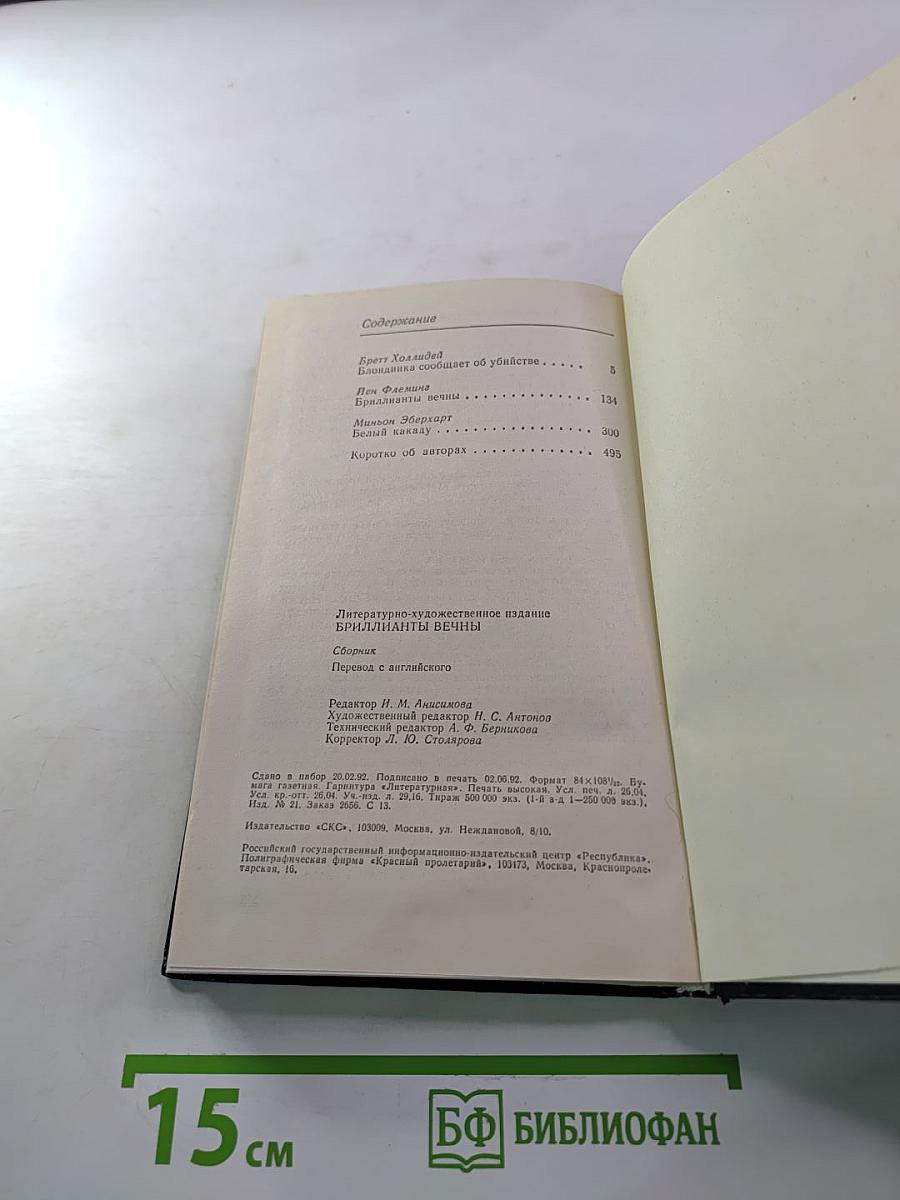 Содержание
Бретт Холлидей
Блондинка сообщает об убийстве . . . . . 5
Йен Флеминг
Бриллианты вечны . . . . . . . . . . . . . . 134
Миньон Эберхарт
Белый какаду . . . . . . . . . . . . . . . . . 300
Коротко об авторах . . . . . . . . . . . . . 495
Литературно-художественное издание
БРИЛЛИАНТЫ ВЕЧНЫ
Сборник
Перевод с английского
Редактор И. М. Анисимова
Художественный редактор Н. С. Антонов
Технический редактор А. Ф. Берникова
Корректор Л. Ю. Столярова
Сдано в набор 20.02.92. Подписано в печать 02.06.92. Формат 84×108¹/₃₂. Бу-
мага газетная. Гарнитура «Литературная». Печать высокая. Усл. печ. л. 26,04.
Усл. кр.-отт. 26,04. Уч.-изд. л. 29,16. Тираж 500 000 экз. (1-й з-д 1—250 000 экз.).
Изд. № 21. Заказ 2656. С 13.
Издательство «СКС», 103009, Москва, ул. Неждановой, 8/10.
Российский государственный информационно-издательский центр «Республика».
Полиграфическая фирма «Красный пролетарий», 103473, Москва, Краснопроле-
тарская, 16.
15 см
БФ БИБЛИОФАН